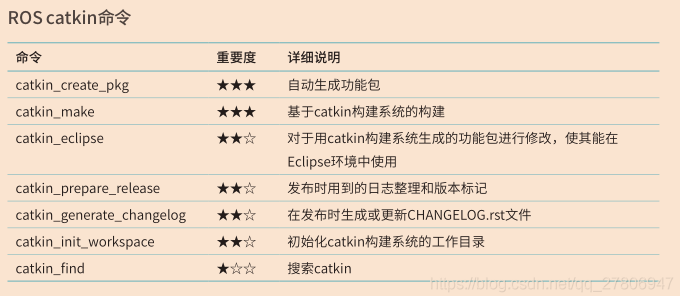 ROS catkin命令
命令 重要度 详细说明
catkin_create_pkg ★★★ 自动生成功能包
catkin_make ★★★ 基于catkin构建系统的构建
catkin_eclipse ★★☆ 对于用catkin构建系统生成的功能包进行修改，使其能在
Eclipse环境中使用
catkin_prepare_release ★★☆ 发布时用到的日志整理和版本标记
catkin_generate_changelog ★★☆ 在发布时生成或更新CHANGELOG.rst文件
catkin_init_workspace ★★☆ 初始化catkin构建系统的工作目录
catkin_find ★☆☆ 搜索catkin
https://blog.csdn.net/qq_27806947